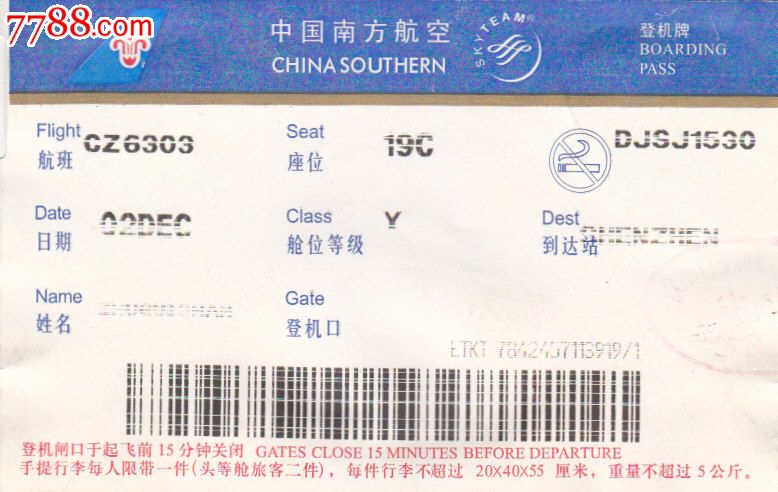 7788.com
中国南方航空
CHINA SOUTHERN
SKYTEAM
登机牌
BOARDING
PASS
Flight
航班
CZ6303
Seat
座位
19C
DJSJ1530
Date
日期
02DEC
Class
舱位等级
Y
Dest
到达站
SHENZHEN
Name
姓名
Gate
登机口
ETKT 7842457113919/1
登机闸口于起飞前15分钟关闭 GATES CLOSE 15 MINUTES BEFORE DEPARTURE
手提行李每人限带一件(头等舱旅客二件)，每件行李不超过 20×40×55 厘米，重量不超过5公斤。